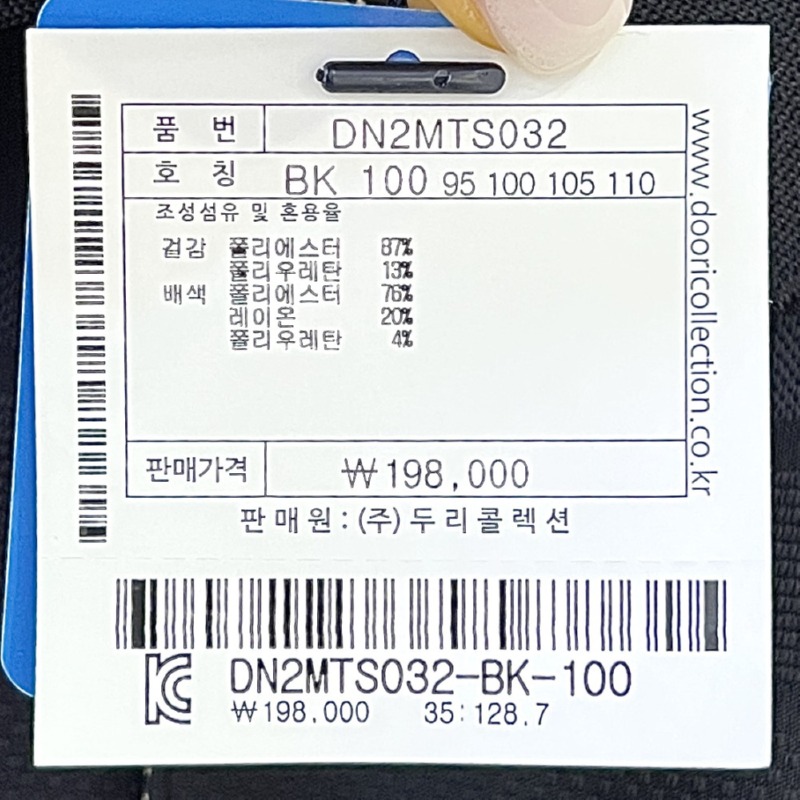 품 번 DN2MTS032
호 칭 BK 100 95 100 105 110
조성섬유 및 혼용율
겉감 폴리에스터 87%
폴리우레탄 13%
배색 폴리에스터 76%
레이온 20%
폴리우레탄 4%
판매가격 ₩198,000
판매원:(주)두리콜렉션
www.dooricollection.co.kr
DN2MTS032-BK-100
₩198,000 35:128.7